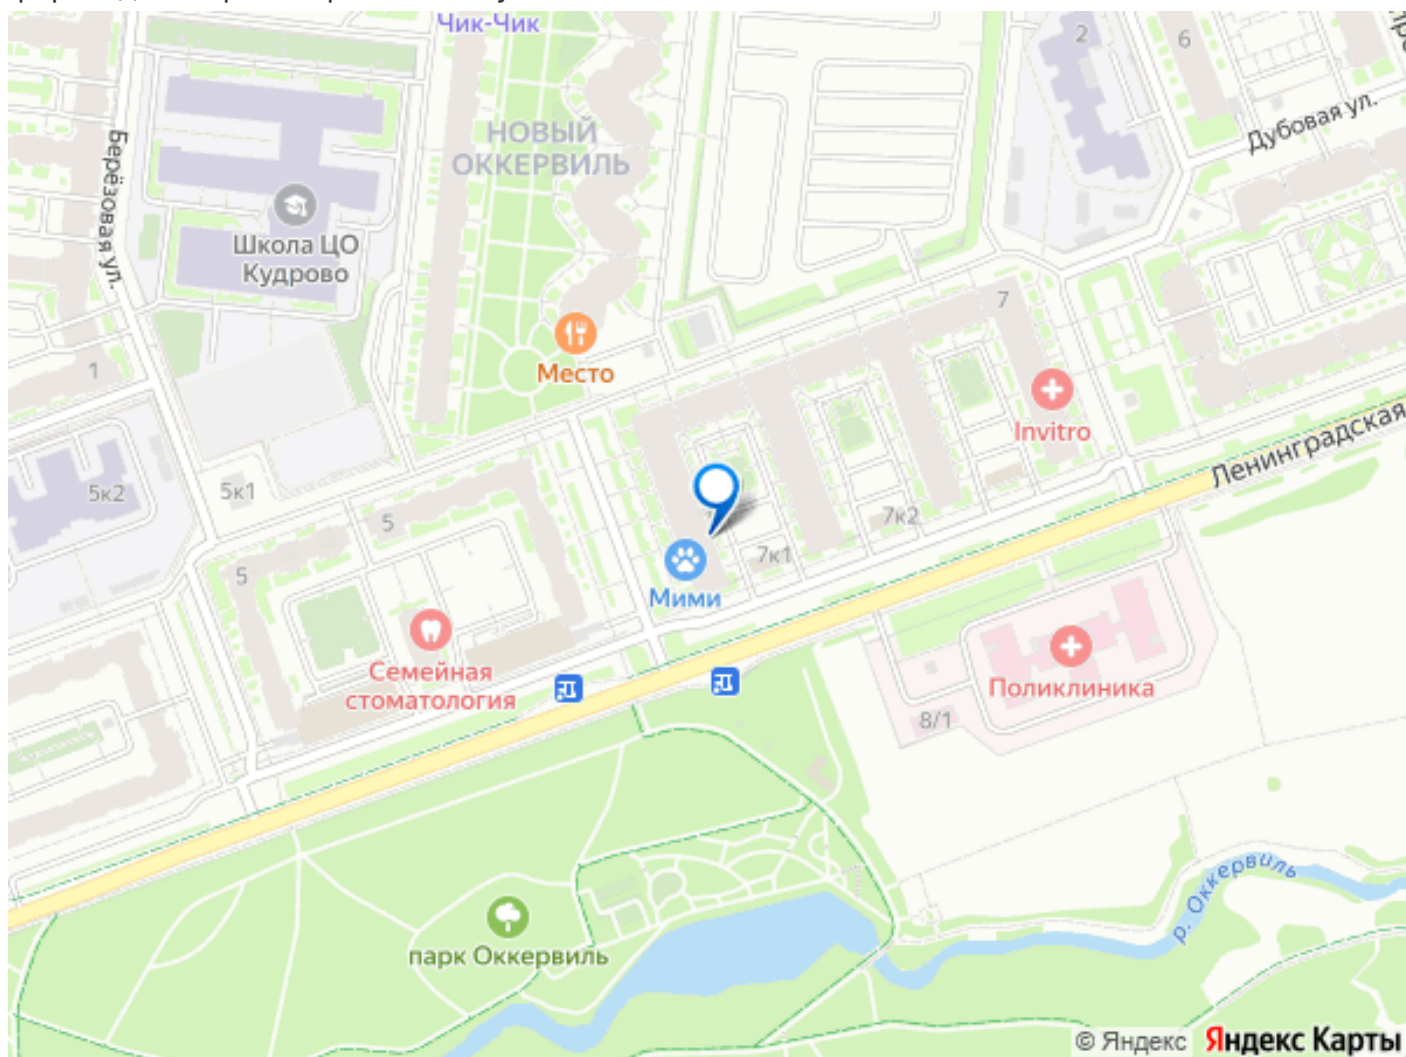 Чик-Чик
2
6
Дубовая ул.
Берёзовая ул.
НОВЫЙ
ОККЕРВИЛЬ
Школа ЦО
Кудрово
7
1
Место
Invitro
Ленинградская
5к2
5к1
5
7к2
7к1
5
Мими
Семейная
стоматология
Поликлиника
8/1
р. Оккервиль
парк Оккервиль
© Яндекс Яндекс Карты